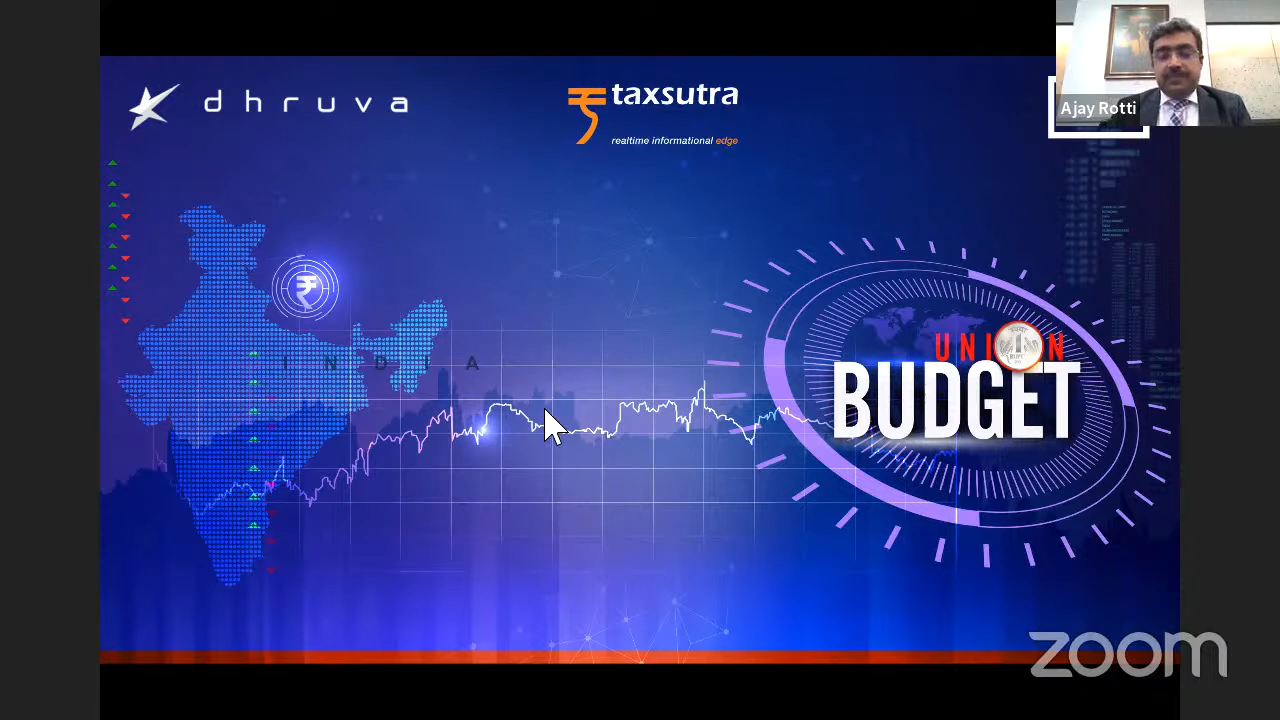 dhruva
taxsutra
realtime informational edge
Ajay Rotti
INDIA
UNION
BUDGET
zoom